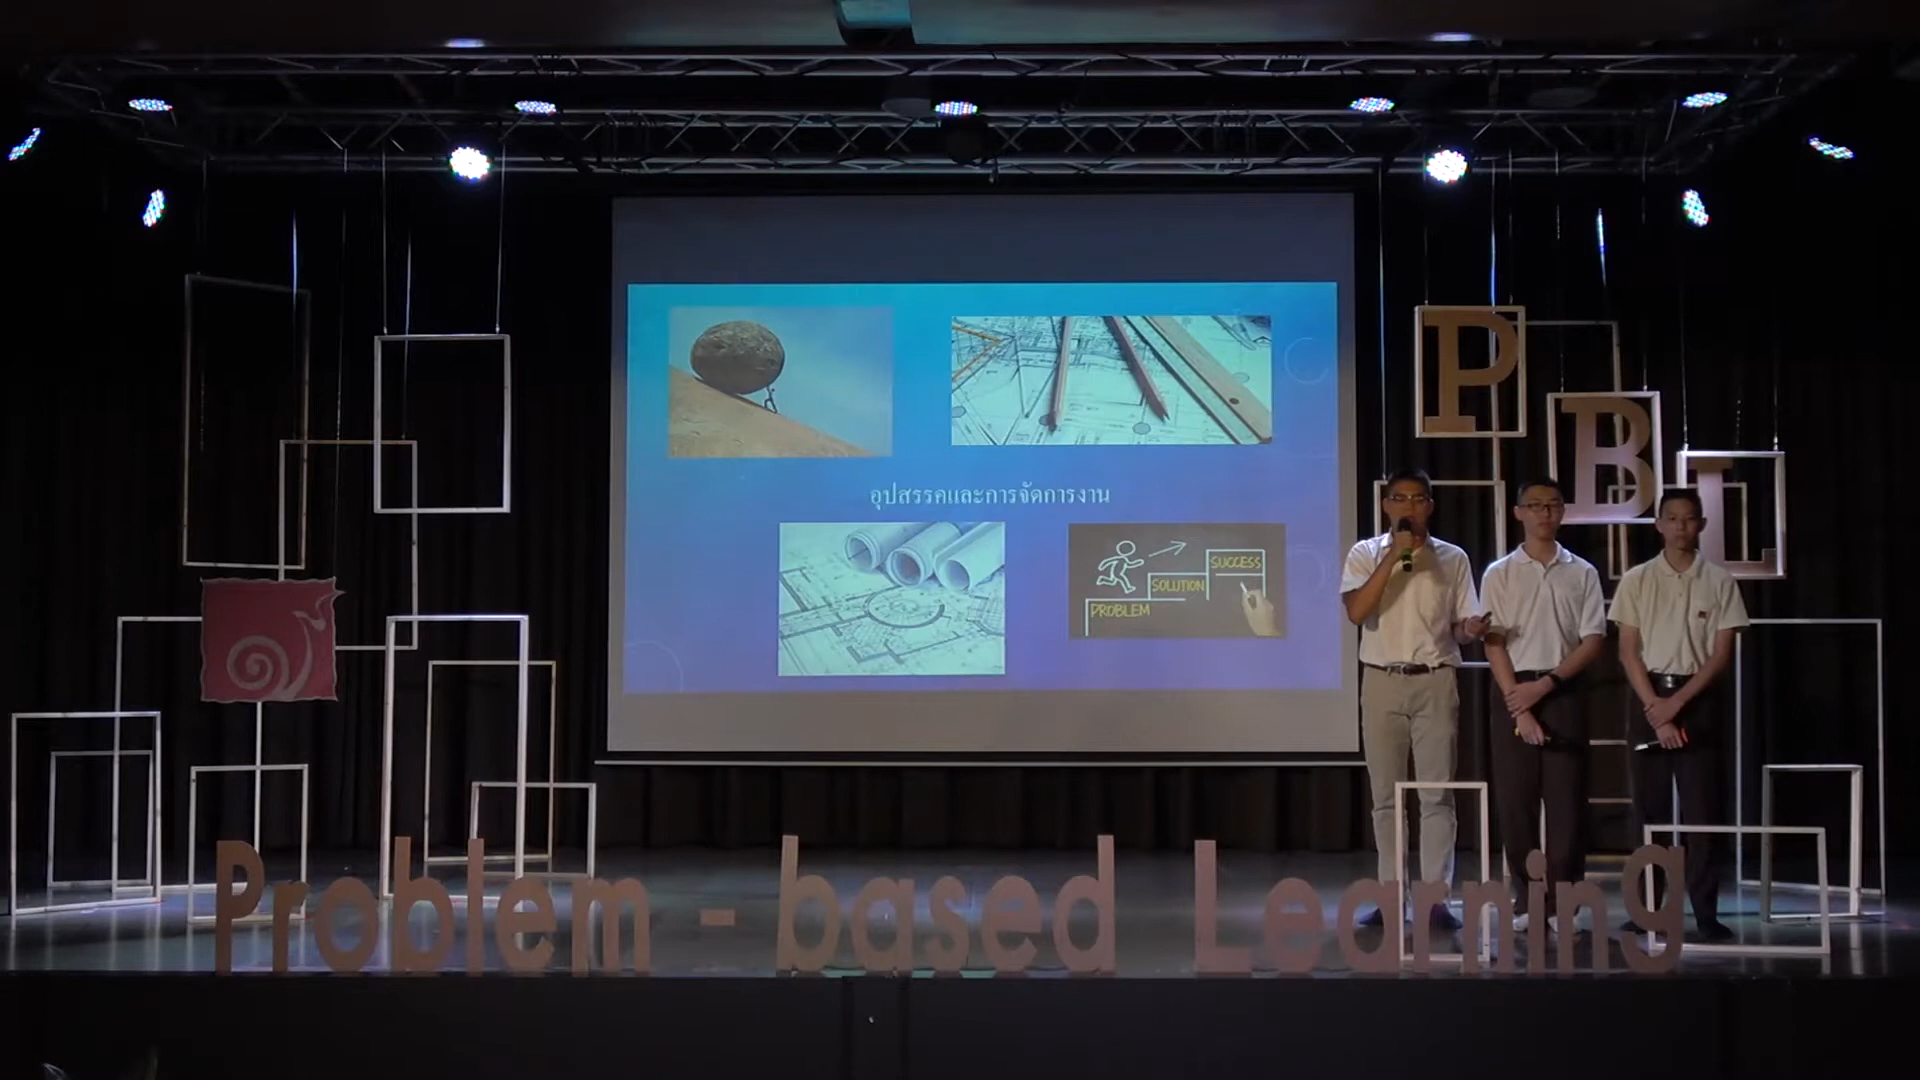 P
B
L
อุปสรรคและการจัดการงาน
SUCCESS
SOLUTION
PROBLEM
Problem - based Learning